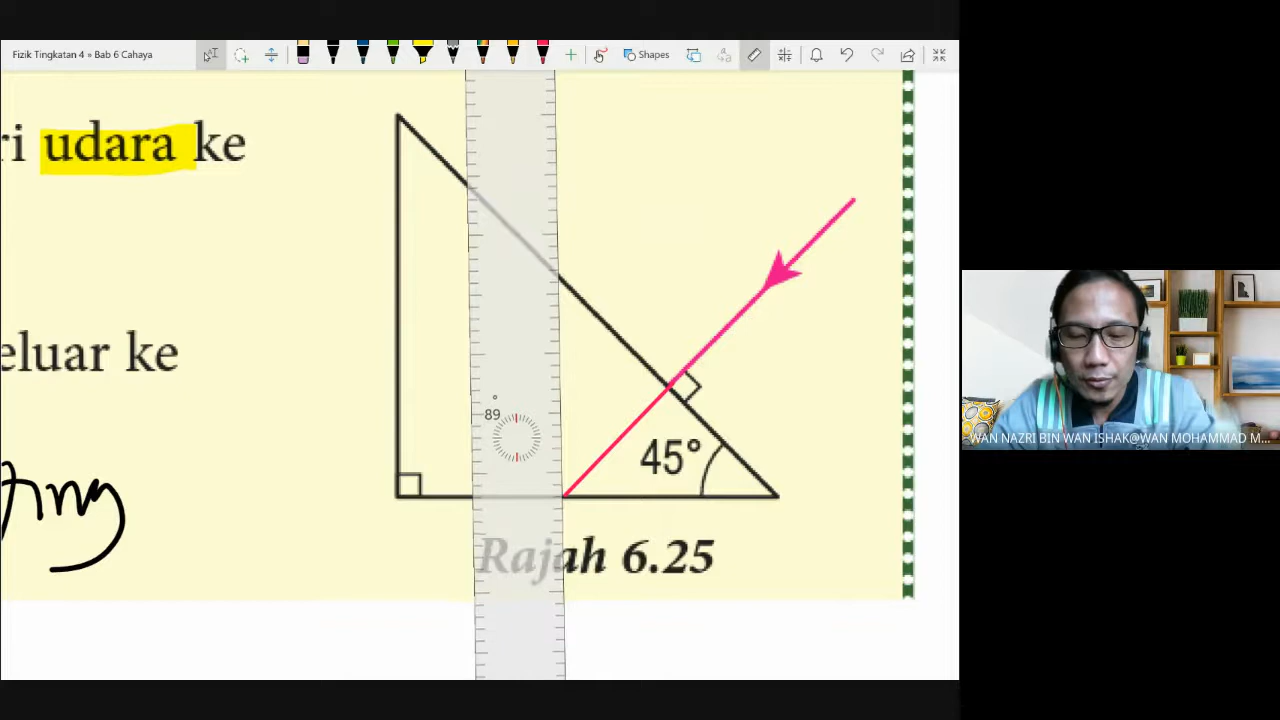 Fizik Tingkatan 4 » Bab 6 Cahaya
Shapes
ri udara ke
eluar ke
89°
45°
Rajah 6.25
WAN NAZRI BIN WAN ISHAK@WAN MOHAMMAD M...